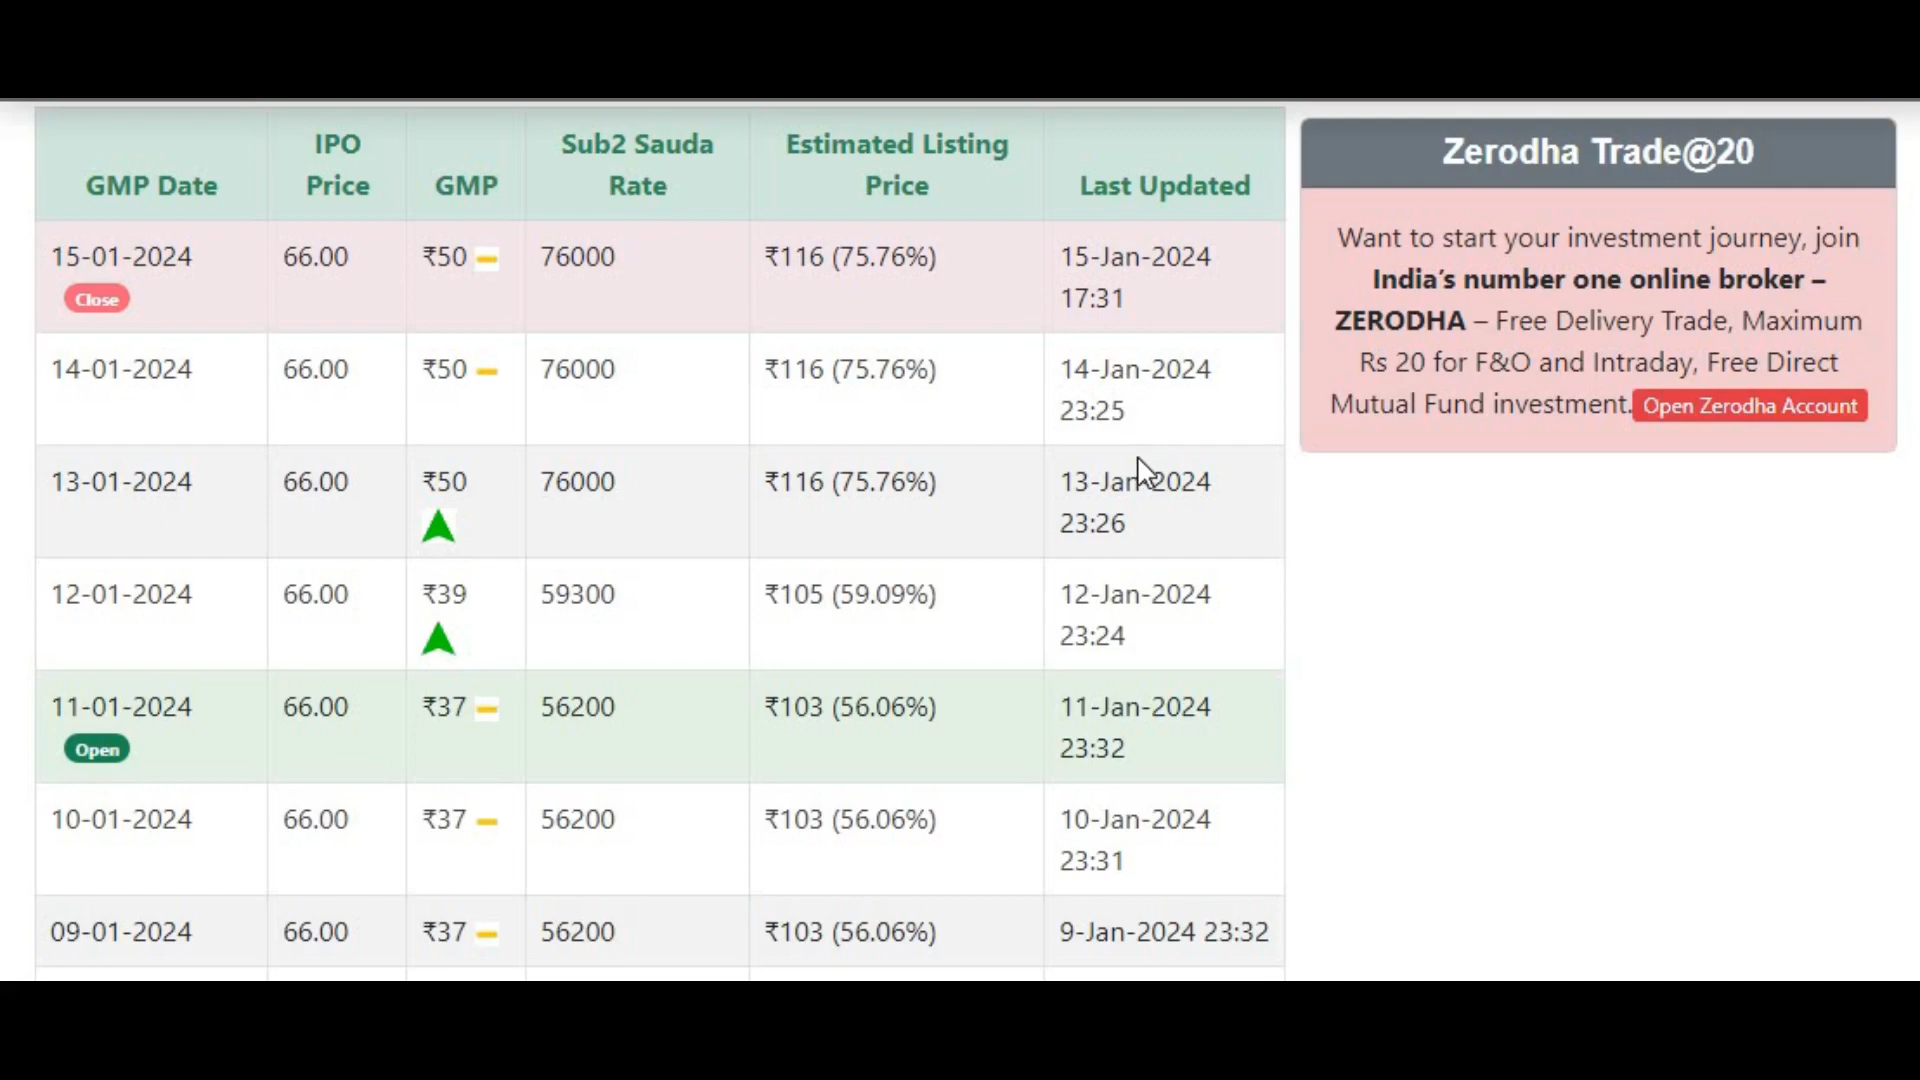 GMP Date IPO Price GMP Sub2 Sauda Rate Estimated Listing Price Last Updated
15-01-2024 Close 66.00 ₹50 76000 ₹116 (75.76%) 15-Jan-2024 17:31
14-01-2024 66.00 ₹50 76000 ₹116 (75.76%) 14-Jan-2024 23:25
13-01-2024 66.00 ₹50 76000 ₹116 (75.76%) 13-Jan-2024 23:26
12-01-2024 66.00 ₹39 59300 ₹105 (59.09%) 12-Jan-2024 23:24
11-01-2024 Open 66.00 ₹37 56200 ₹103 (56.06%) 11-Jan-2024 23:32
10-01-2024 66.00 ₹37 56200 ₹103 (56.06%) 10-Jan-2024 23:31
09-01-2024 66.00 ₹37 56200 ₹103 (56.06%) 9-Jan-2024 23:32
Zerodha Trade@20
Want to start your investment journey, join
India’s number one online broker –
ZERODHA – Free Delivery Trade, Maximum
Rs 20 for F&O and Intraday, Free Direct
Mutual Fund investment. Open Zerodha Account